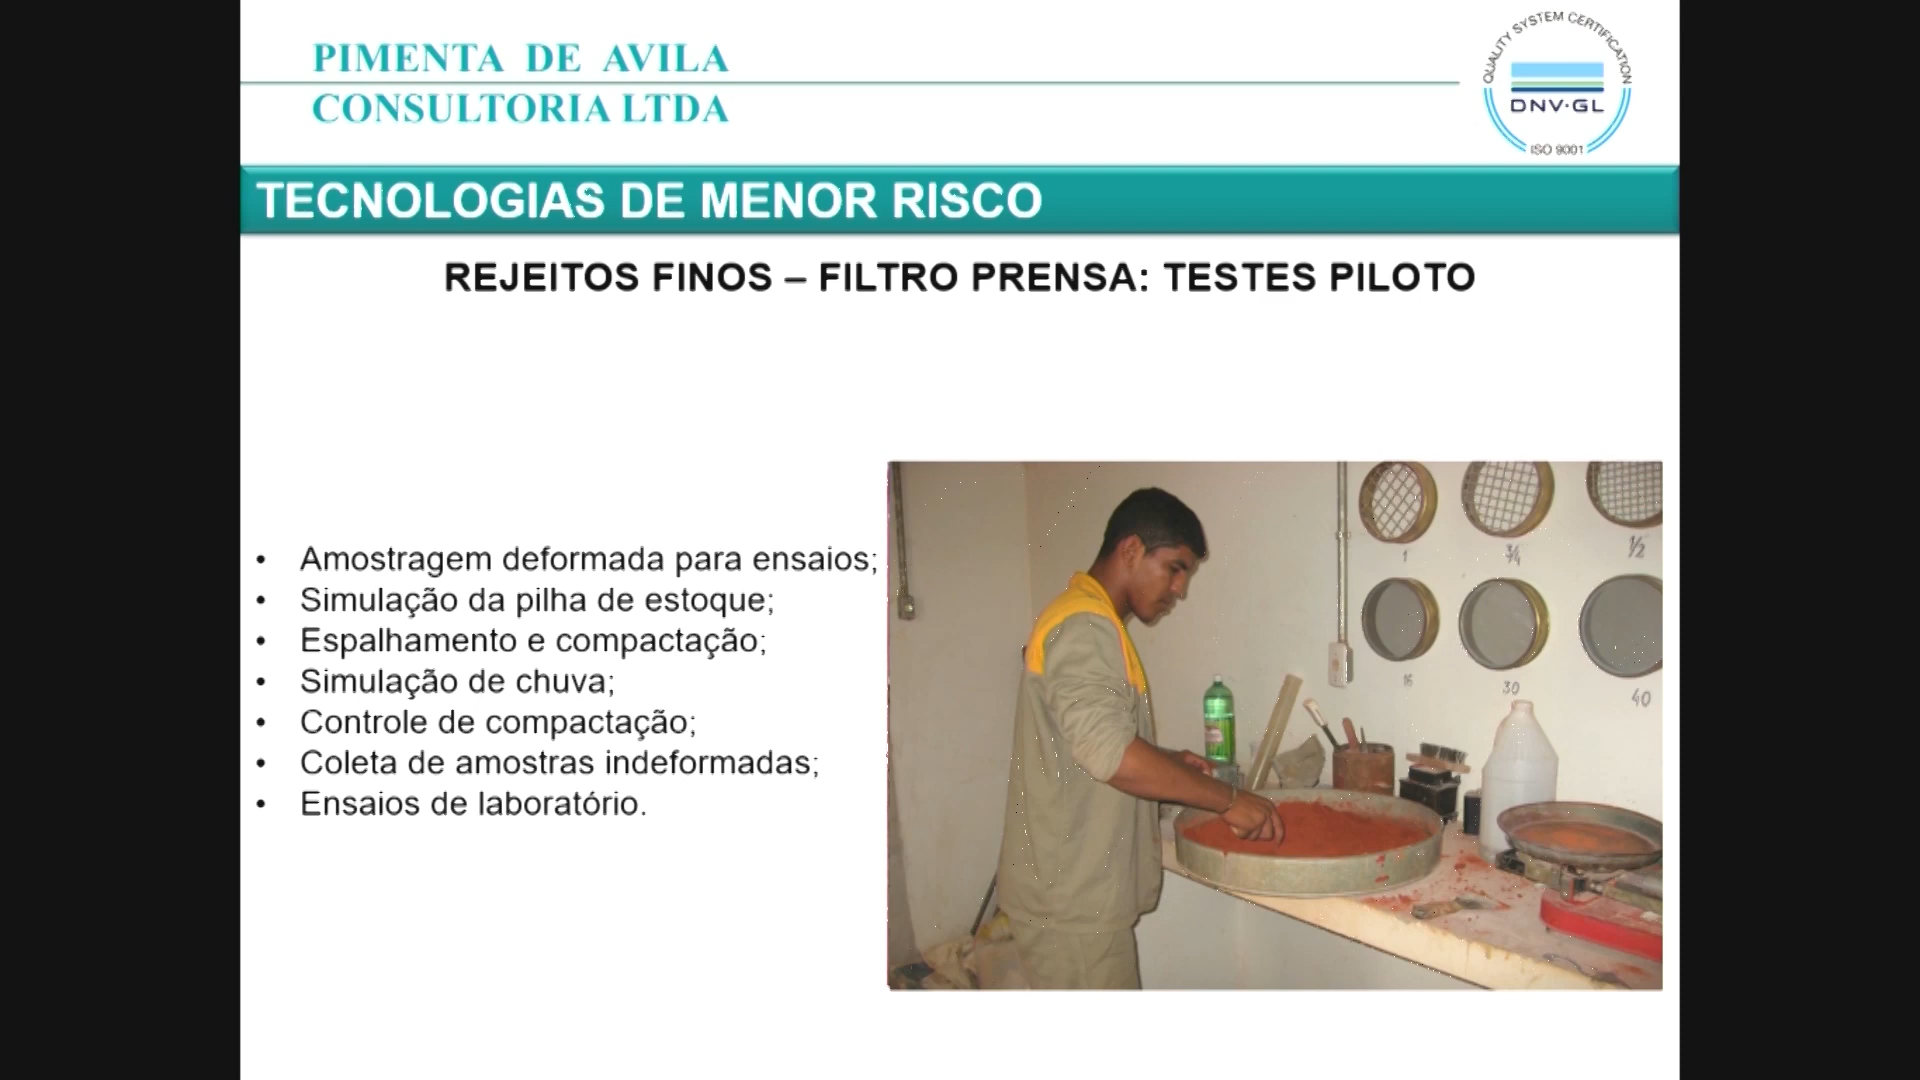 PIMENTA DE AVILA
CONSULTORIA LTDA
QUALITY SYSTEM CERTIFICATION
DNV·GL
ISO 9001
TECNOLOGIAS DE MENOR RISCO
REJEITOS FINOS – FILTRO PRENSA: TESTES PILOTO
• Amostragem deformada para ensaios;
• Simulação da pilha de estoque;
• Espalhamento e compactação;
• Simulação de chuva;
• Controle de compactação;
• Coleta de amostras indeformadas;
• Ensaios de laboratório.
1 3/4 1/2
16 30 40